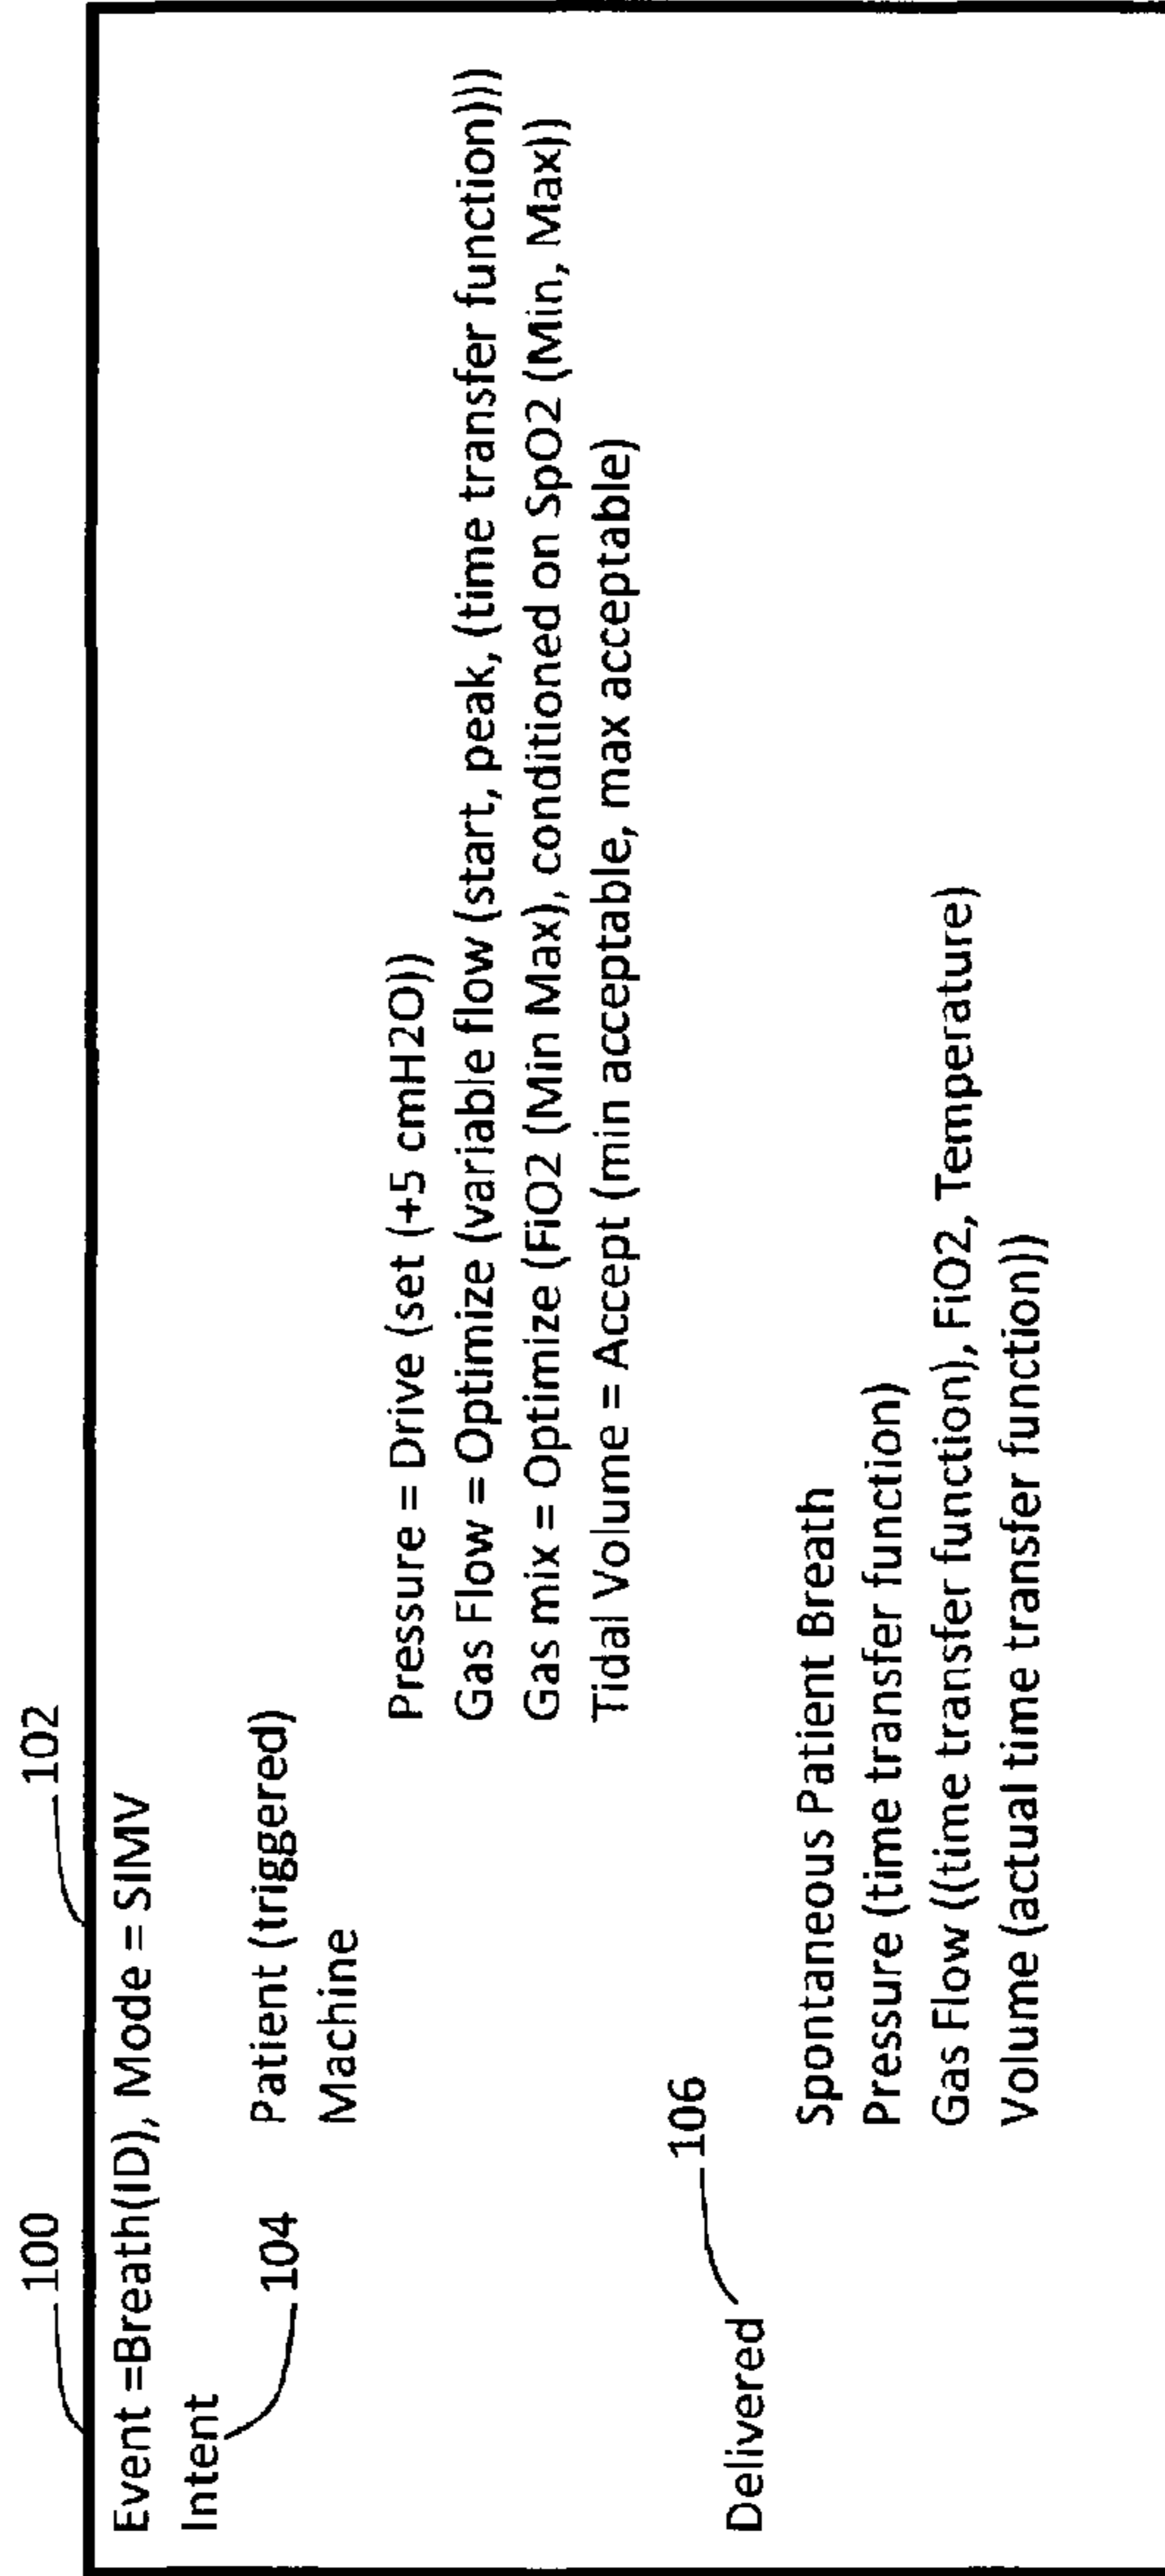 100
102
Event =Breath(ID), Mode = SIMV
Intent
104
Patient (triggered)
Machine
Pressure = Drive (set (+5 cmH2O))
Gas Flow = Optimize (variable flow (start, peak, (time transfer function)))
Gas mix = Optimize (FiO2 (Min Max), conditioned on SpO2 (Min, Max))
Tidal Volume = Accept (min acceptable, max acceptable)
Delivered
106
Spontaneous Patient Breath
Pressure (time transfer function)
Gas Flow ((time transfer function), FiO2, Temperature)
Volume (actual time transfer function))